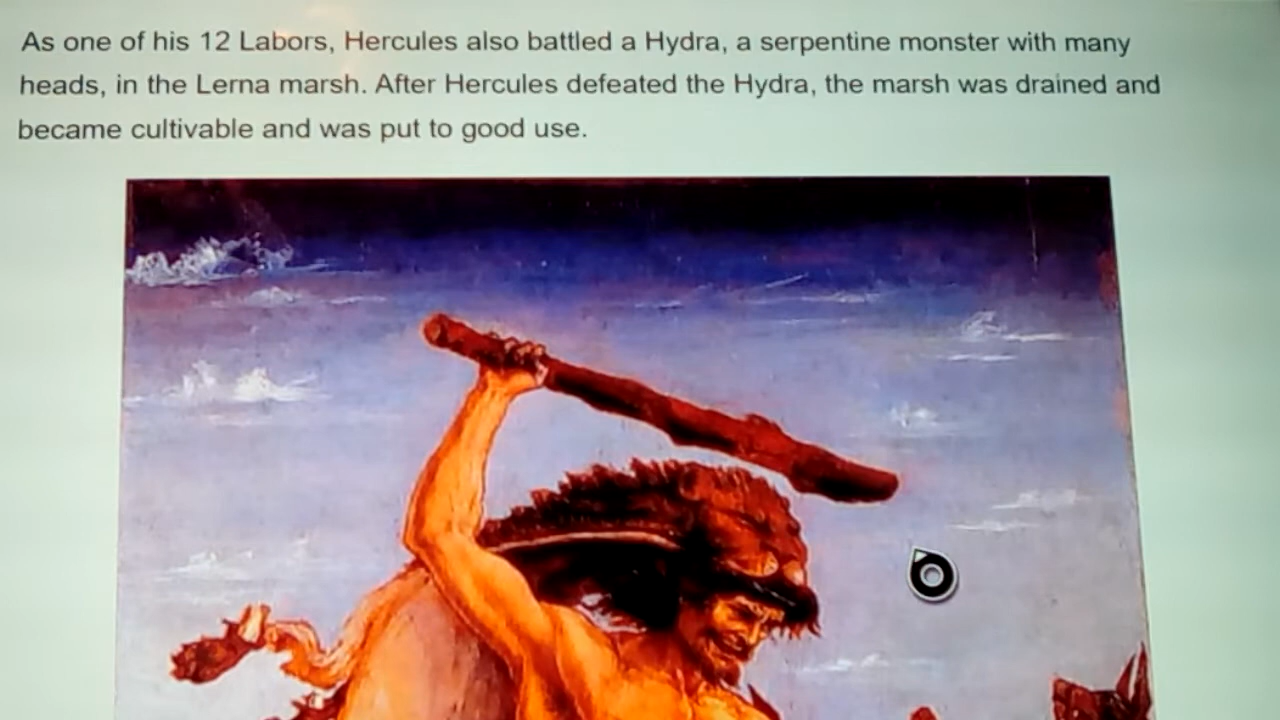 As one of his 12 Labors, Hercules also battled a Hydra, a serpentine monster with many
heads, in the Lerna marsh. After Hercules defeated the Hydra, the marsh was drained and
became cultivable and was put to good use.